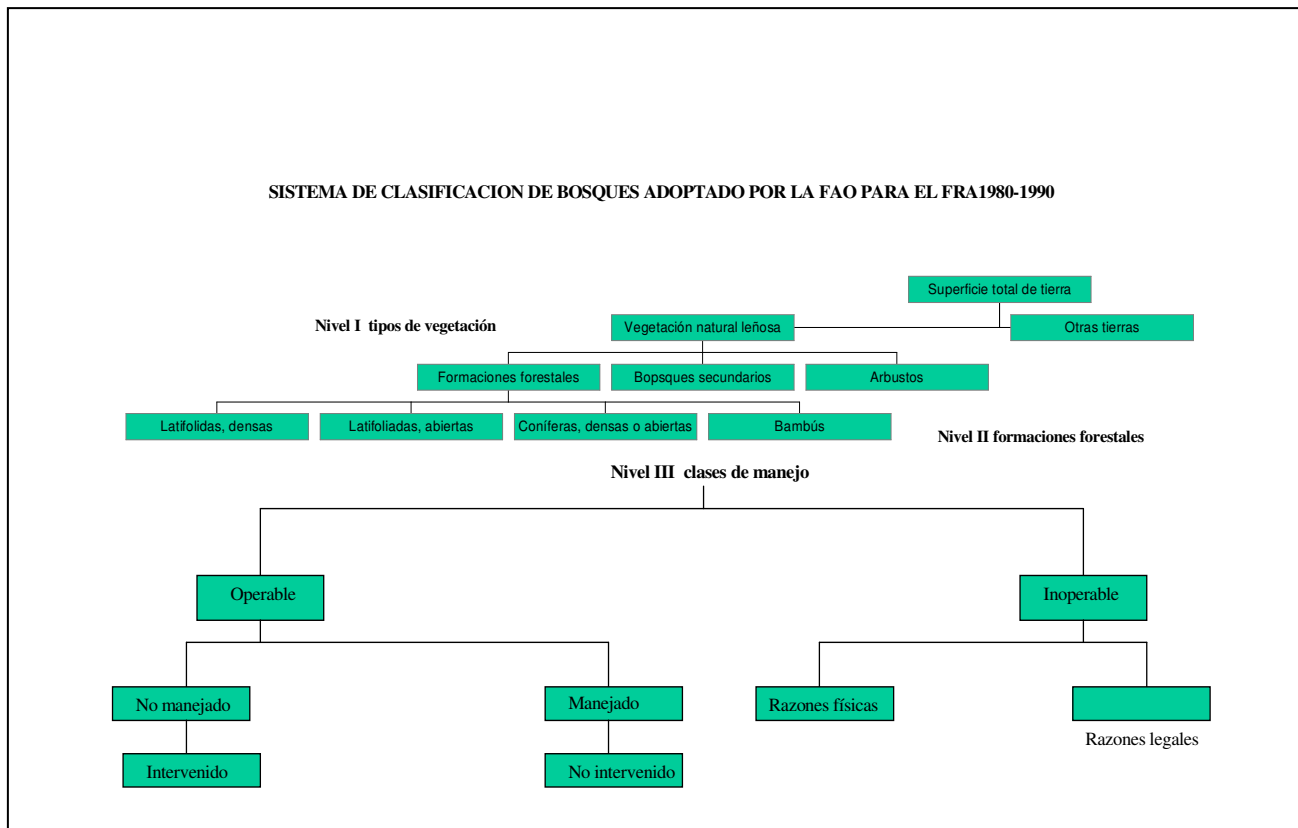 SISTEMA DE CLASIFICACION DE BOSQUES ADOPTADO POR LA FAO PARA EL FRA1980-1990
Superficie total de tierra
Nivel I tipos de vegetación
Vegetación natural leñosa
Otras tierras
Formaciones forestales
Bopsques secundarios
Arbustos
Latifolidas, densas
Latifoliadas, abiertas
Coníferas, densas o abiertas
Bambús
Nivel II formaciones forestales
Nivel III clases de manejo
Operable
Inoperable
No manejado
Manejado
Razones físicas
Razones legales
Intervenido
No intervenido